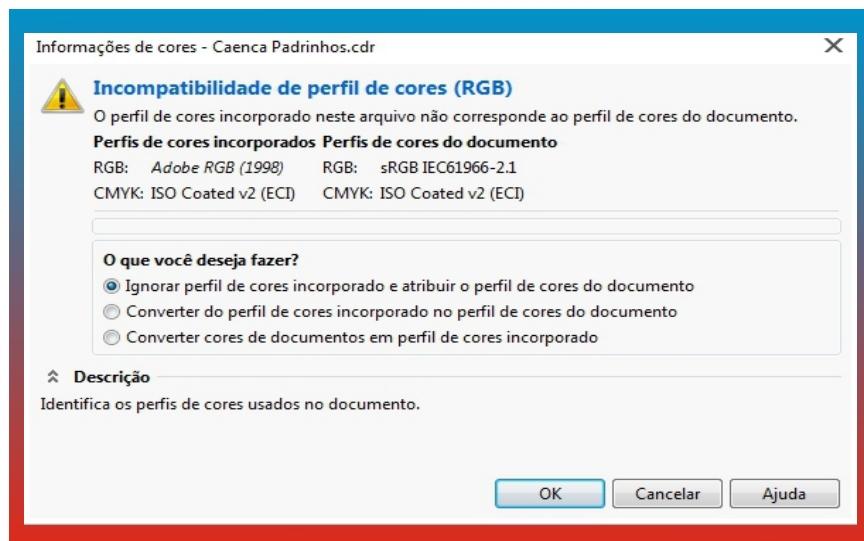 Informações de cores - Caenca Padrinhos.cdr
Incompatibilidade de perfil de cores (RGB)
O perfil de cores incorporado neste arquivo não corresponde ao perfil de cores do documento.
Perfis de cores incorporados Perfis de cores do documento
RGB: Adobe RGB (1998) RGB: sRGB IEC61966-2.1
CMYK: ISO Coated v2 (ECI) CMYK: ISO Coated v2 (ECI)
O que você deseja fazer?
Ignorar perfil de cores incorporado e atribuir o perfil de cores do documento
Converter do perfil de cores incorporado no perfil de cores do documento
Converter cores de documentos em perfil de cores incorporado
Descrição
Identifica os perfis de cores usados no documento.
OK Cancelar Ajuda